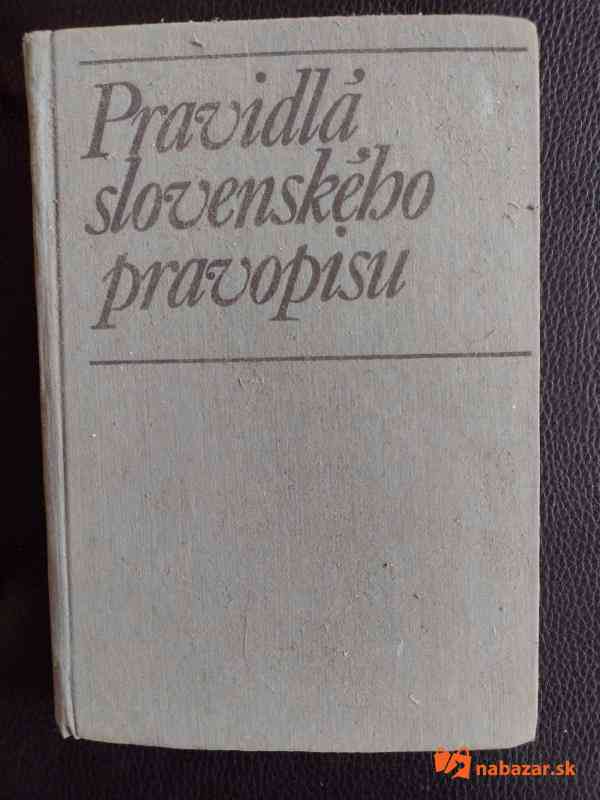 Pravidlá
slovenského
pravopisu
nabazar.sk